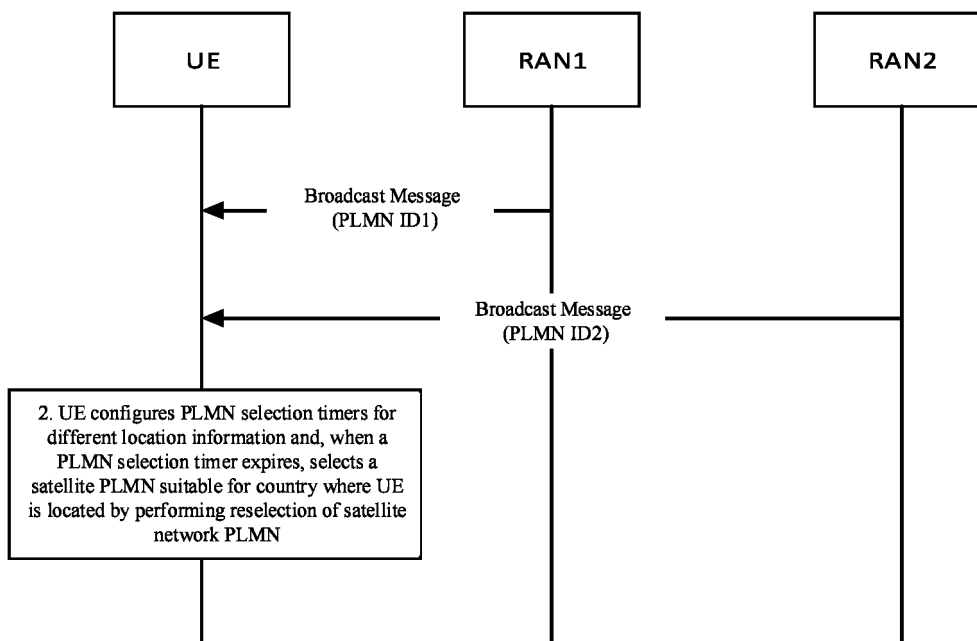 UE
RAN1
RAN2
Broadcast Message
(PLMN ID1)
Broadcast Message
(PLMN ID2)
2. UE configures PLMN selection timers for
different location information and, when a
PLMN selection timer expires, selects a
satellite PLMN suitable for country where UE
is located by performing reselection of satellite
network PLMN